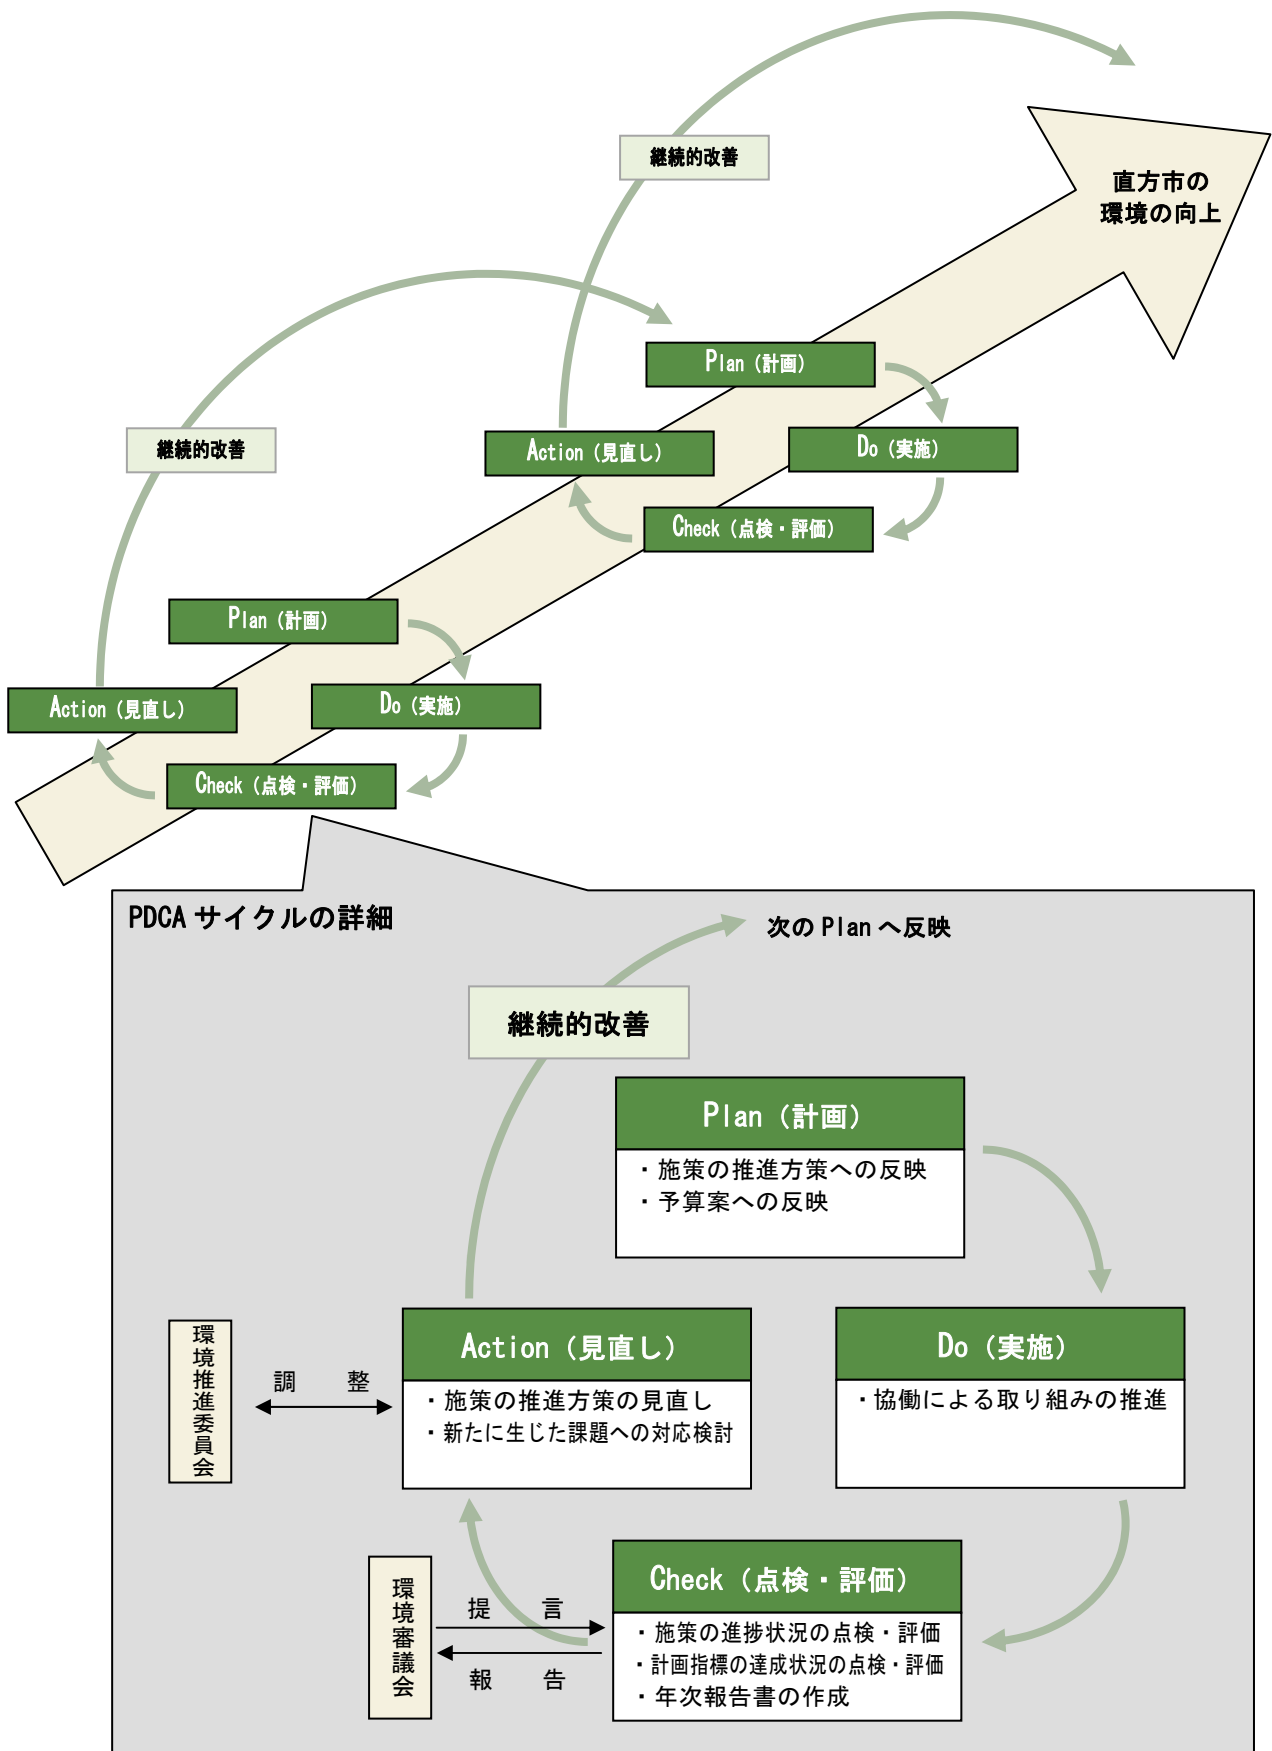 継続的改善
直方市の
環境の向上
Plan（計画）
継続的改善
Action（見直し）
Do（実施）
Check（点検・評価）
Plan（計画）
Action（見直し）
Do（実施）
Check（点検・評価）
PDCA サイクルの詳細
次の Plan へ反映
継続的改善
Plan（計画）
・施策の推進方策への反映
・予算案への反映
環境推進委員会
調　整
Action（見直し）
・施策の推進方策の見直し
・新たに生じた課題への対応検討
Do（実施）
・協働による取り組みの推進
環境審議会
提　言
報　告
Check（点検・評価）
・施策の進捗状況の点検・評価
・計画指標の達成状況の点検・評価
・年次報告書の作成